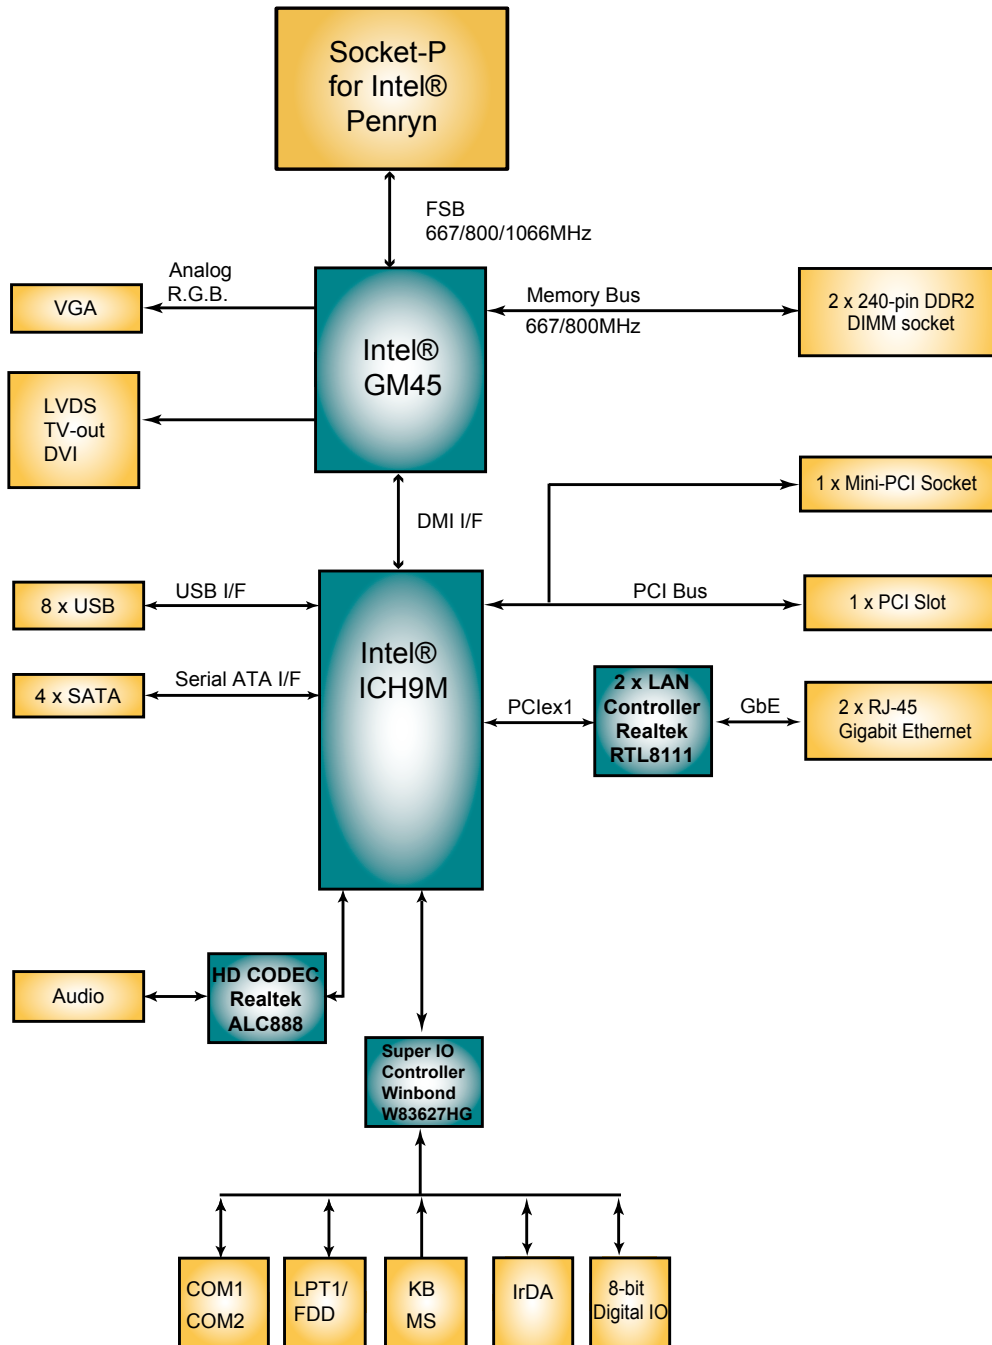 Socket-P
for Intel®
Penryn
FSB
667/800/1066MHz
Analog
R.G.B.
VGA
Intel®
GM45
Memory Bus
667/800MHz
2 x 240-pin DDR2
DIMM socket
LVDS
TV-out
DVI
DMI I/F
1 x Mini-PCI Socket
8 x USB
USB I/F
PCI Bus
1 x PCI Slot
Intel®
ICH9M
4 x SATA
Serial ATA I/F
PCIex1
2 x LAN
Controller
Realtek
RTL8111
GbE
2 x RJ-45
Gigabit Ethernet
Audio
HD CODEC
Realtek
ALC888
Super IO
Controller
Winbond
W83627HG
COM1
COM2
LPT1/
FDD
KB
MS
IrDA
8-bit
Digital IO